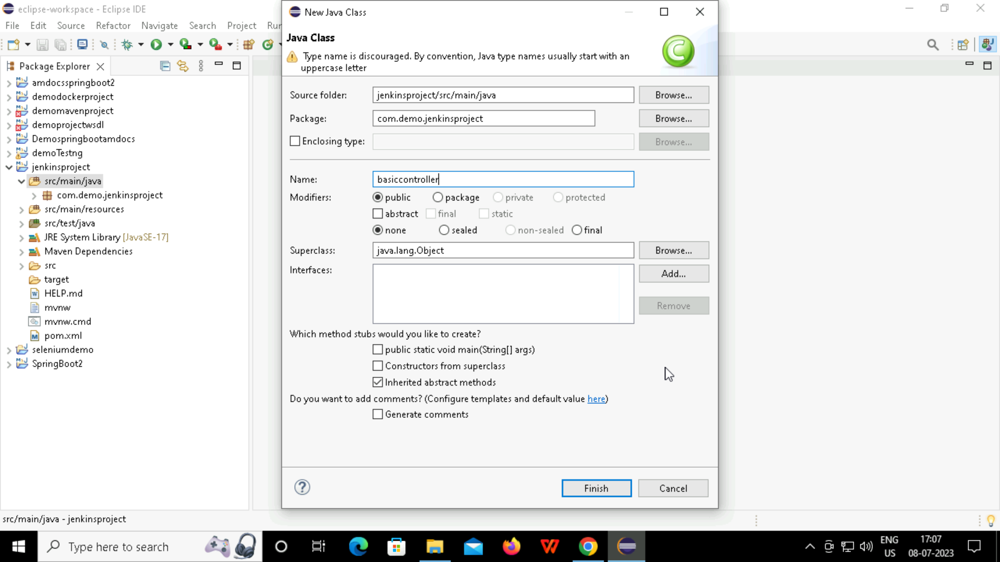 eclipse-workspace - Eclipse IDE
File Edit Source Refactor Navigate Search Project Run
Package Explorer
amdocsspringboot2
demodockerproject
demomavenproject
demoprojectwsdl
Demospringbootamdocs
demoTestng
jenkinsproject
src/main/java
com.demo.jenkinsproject
src/main/resources
src/test/java
JRE System Library [JavaSE-17]
Maven Dependencies
src
target
HELP.md
mvnw
mvnw.cmd
pom.xml
seleniumdemo
SpringBoot2
New Java Class
Java Class
Type name is discouraged. By convention, Java type names usually start with an
uppercase letter
Source folder: jenkinsproject/src/main/java Browse...
Package: com.demo.jenkinsproject Browse...
Enclosing type: Browse...
Name: basiccontroller
Modifiers: public package private protected
abstract final static
none sealed non-sealed final
Superclass: java.lang.Object Browse...
Interfaces: Add...
Remove
Which method stubs would you like to create?
public static void main(String[] args)
Constructors from superclass
Inherited abstract methods
Do you want to add comments? (Configure templates and default value here)
Generate comments
Finish Cancel
src/main/java - jenkinsproject
Type here to search
ENG
US
17:07
08-07-2023